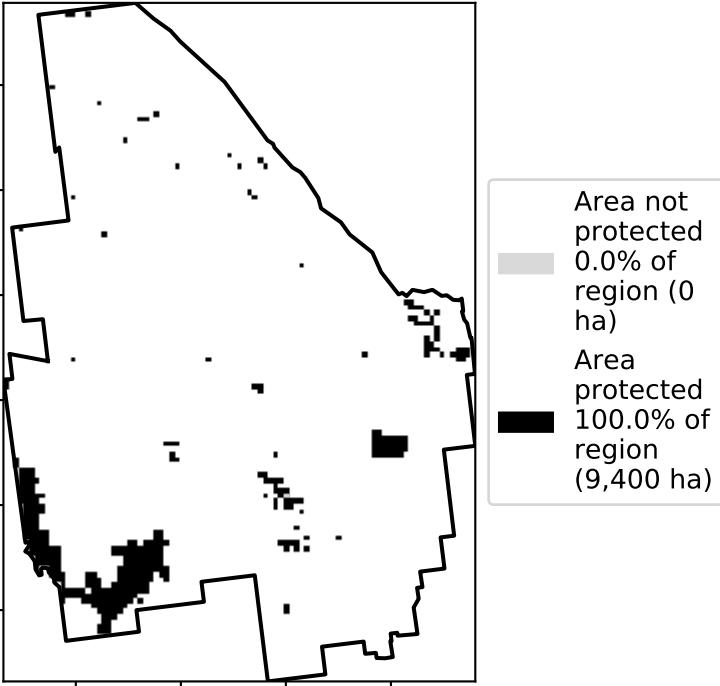 Area not
protected
0.0% of
region (0
ha)
Area
protected
100.0% of
region
(9,400 ha)